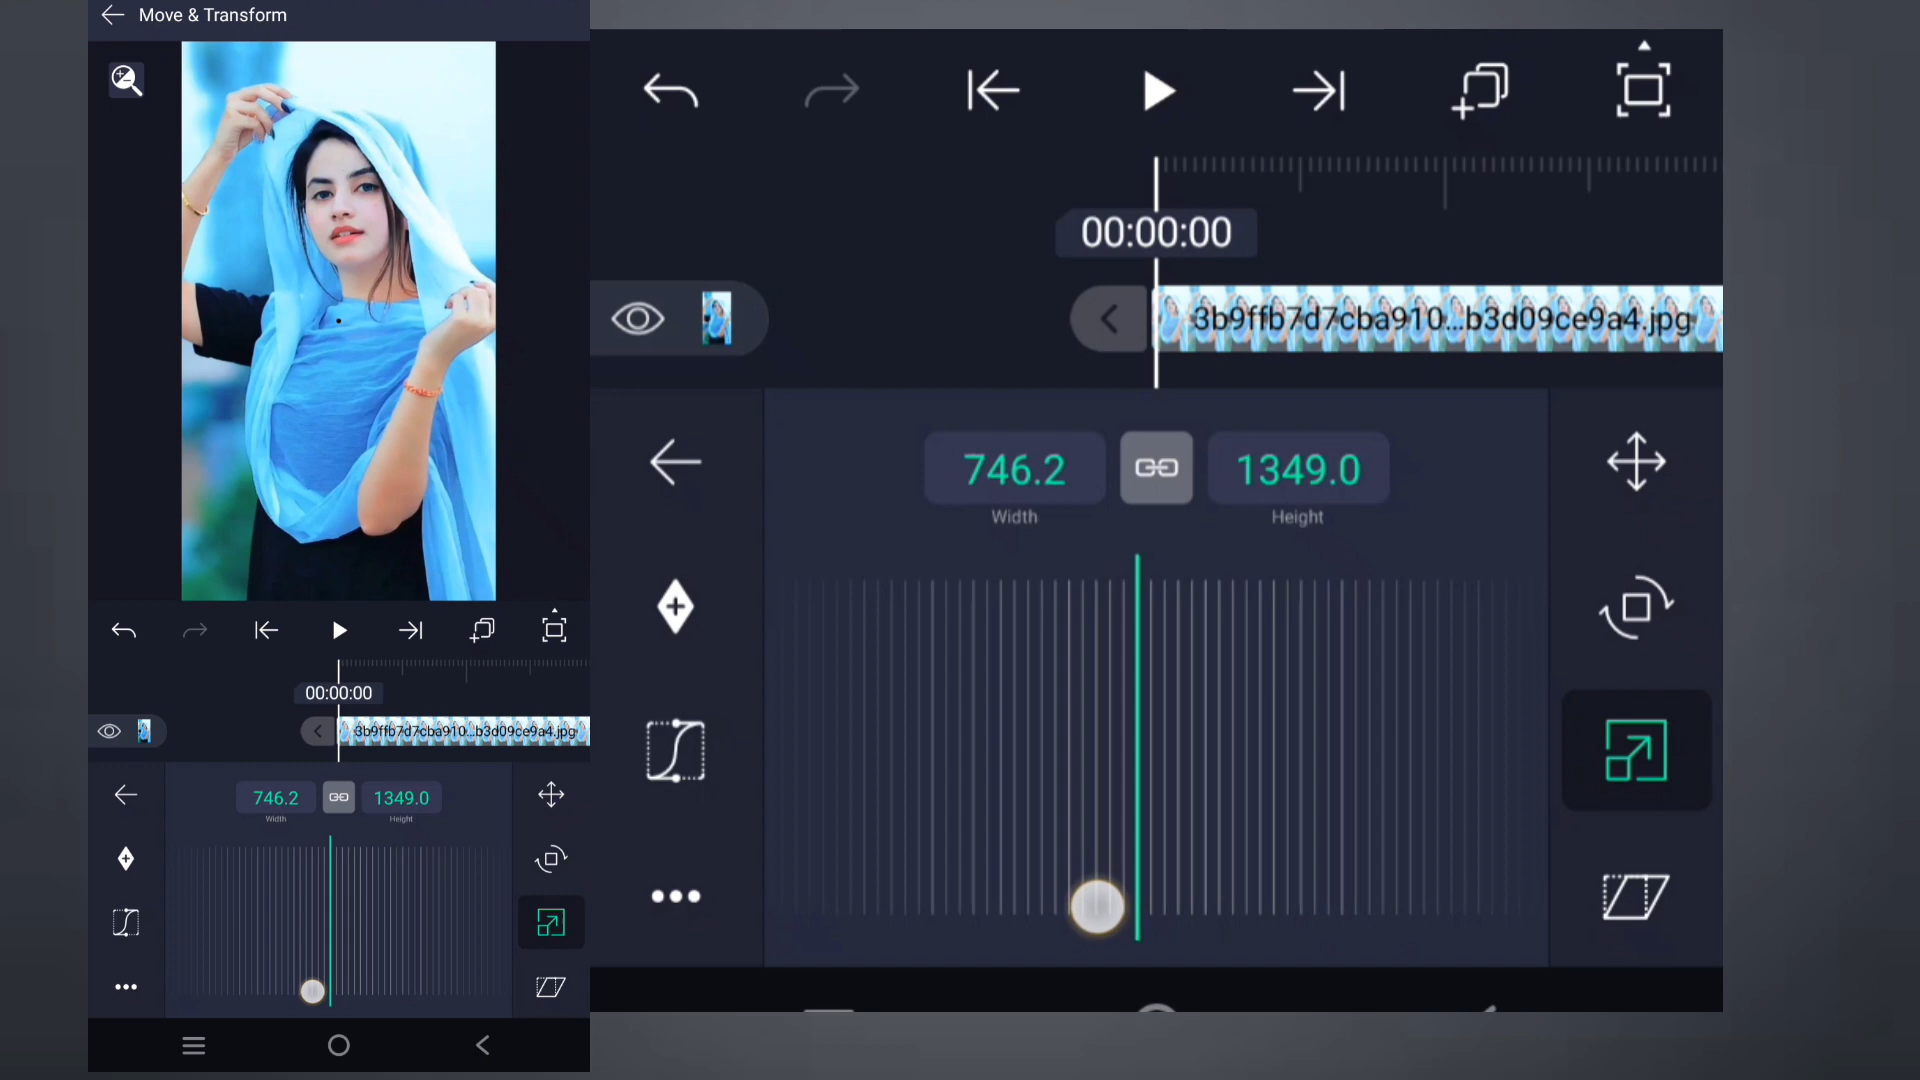 Move & Transform
00:00:00
3b9ffb7d7cba910...b3d09ce9a4.jpg
746.2
1349.0
Width
Height
00:00:00
3b9ffb7d7cba910...b3d09ce9a4.jpg
746.2
1349.0
Width
Height